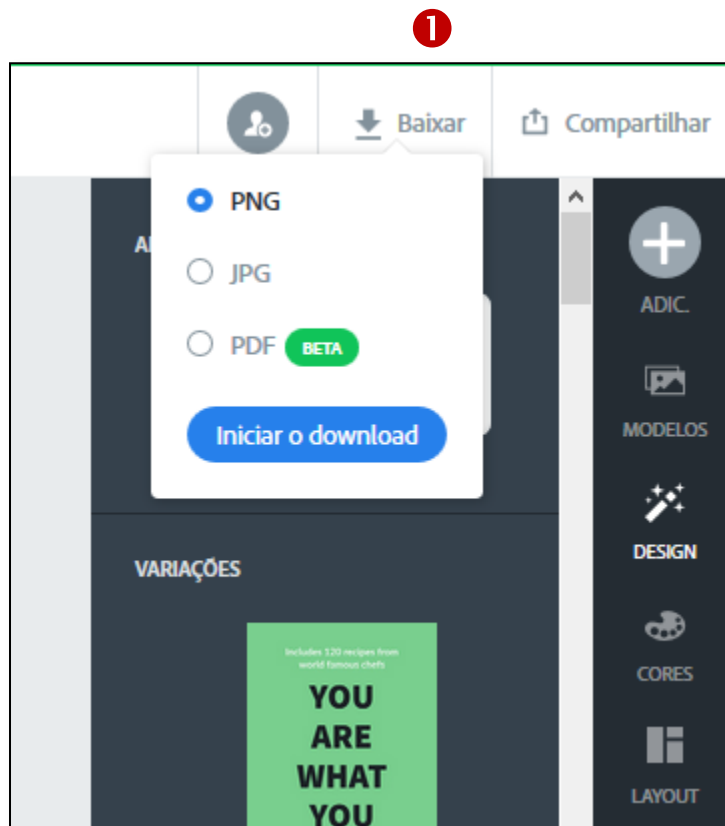 1
Baixar
Compartilhar
PNG
JPG
PDF BETA
Iniciar o download
VARIAÇÕES
Includes 120 recipes from
world famous chefs
YOU
ARE
WHAT
YOU
ADIC.
MODELOS
DESIGN
CORES
LAYOUT